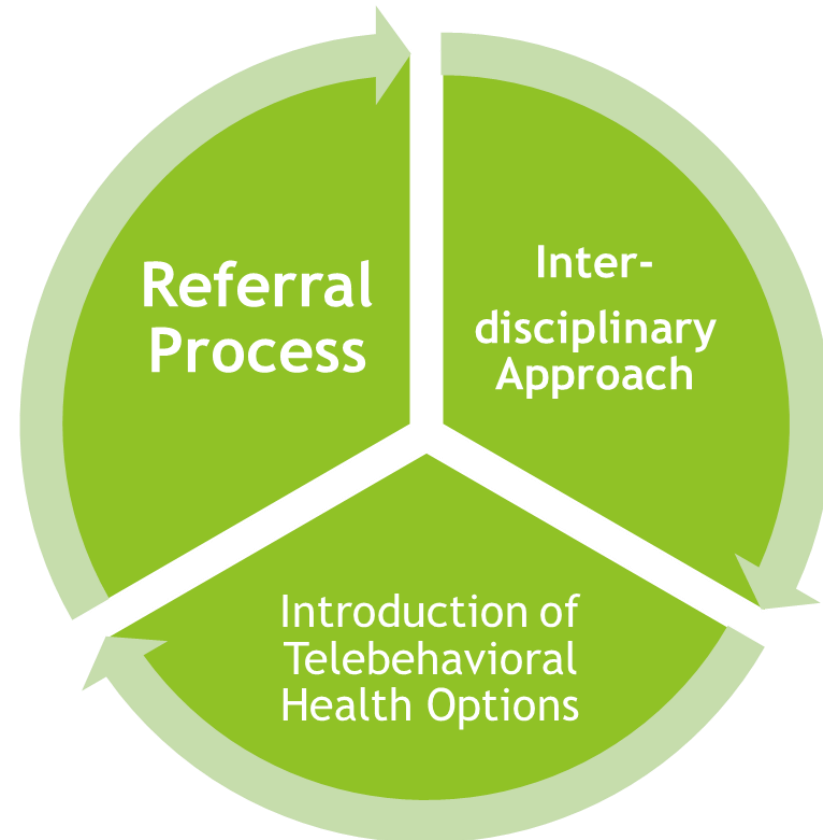 Referral
Process
Inter-
disciplinary
Approach
Introduction of
Telebehavioral
Health Options